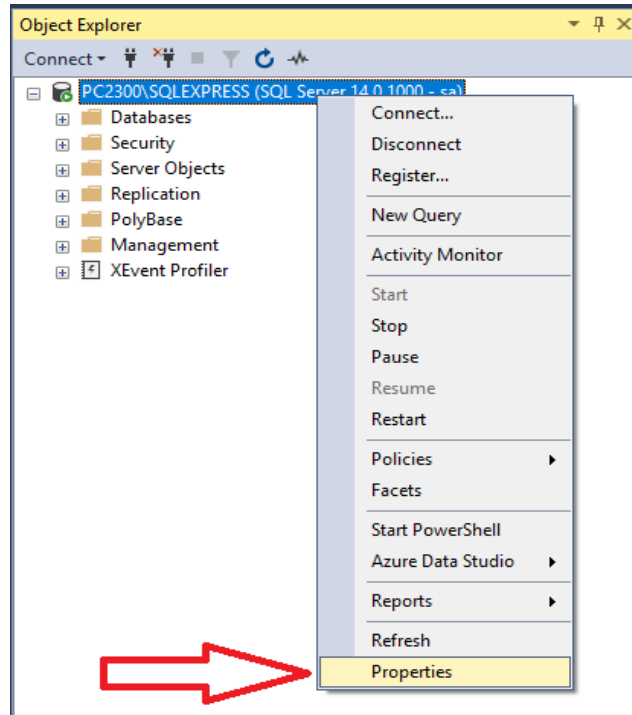 Object Explorer
Connect
PC2300\SQLEXPRESS (SQL Server 14.0.1000 - sa)
Databases
Security
Server Objects
Replication
PolyBase
Management
XEvent Profiler
Connect...
Disconnect
Register...
New Query
Activity Monitor
Start
Stop
Pause
Resume
Restart
Policies
Facets
Start PowerShell
Azure Data Studio
Reports
Refresh
Properties